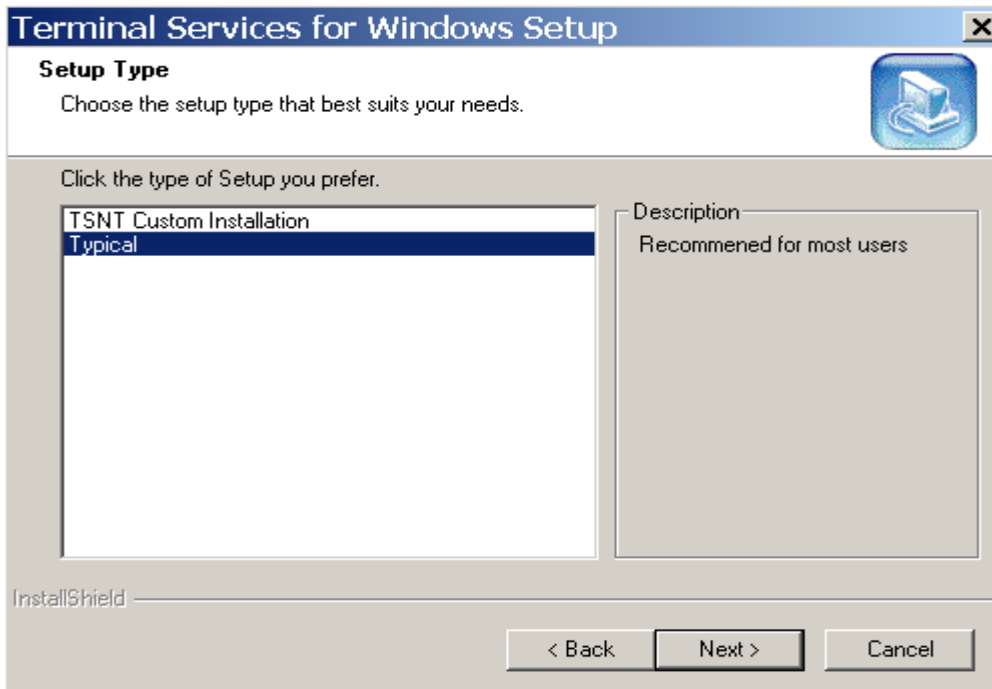 Terminal Services for Windows Setup
Setup Type
Choose the setup type that best suits your needs.
Click the type of Setup you prefer.
TSNT Custom Installation
Typical
Description
Recommened for most users
InstallShield
< Back
Next >
Cancel